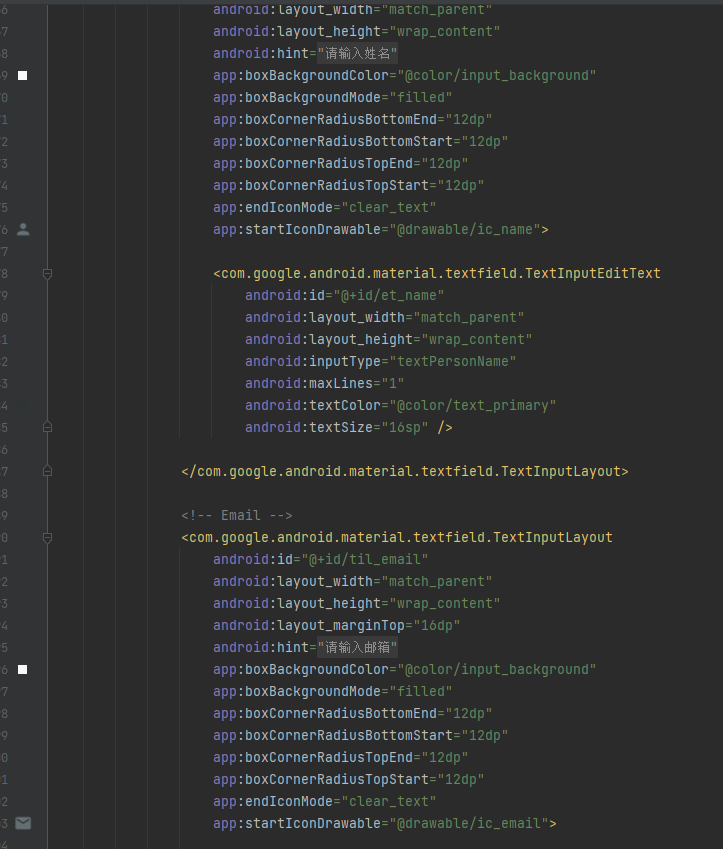 android:layout_width="match_parent"
android:layout_height="wrap_content"
android:hint="请输入姓名"
app:boxBackgroundColor="@color/input_background"
app:boxBackgroundMode="filled"
app:boxCornerRadiusBottomEnd="12dp"
app:boxCornerRadiusBottomStart="12dp"
app:boxCornerRadiusTopEnd="12dp"
app:boxCornerRadiusTopStart="12dp"
app:endIconMode="clear_text"
app:startIconDrawable="@drawable/ic_name">
<com.google.android.material.textfield.TextInputEditText
android:id="@+id/et_name"
android:layout_width="match_parent"
android:layout_height="wrap_content"
android:inputType="textPersonName"
android:maxLines="1"
android:textColor="@color/text_primary"
android:textSize="16sp" />
</com.google.android.material.textfield.TextInputLayout>
<!-- Email -->
<com.google.android.material.textfield.TextInputLayout
android:id="@+id/til_email"
android:layout_width="match_parent"
android:layout_height="wrap_content"
android:layout_marginTop="16dp"
android:hint="请输入邮箱"
app:boxBackgroundColor="@color/input_background"
app:boxBackgroundMode="filled"
app:boxCornerRadiusBottomEnd="12dp"
app:boxCornerRadiusBottomStart="12dp"
app:boxCornerRadiusTopEnd="12dp"
app:boxCornerRadiusTopStart="12dp"
app:endIconMode="clear_text"
app:startIconDrawable="@drawable/ic_email">